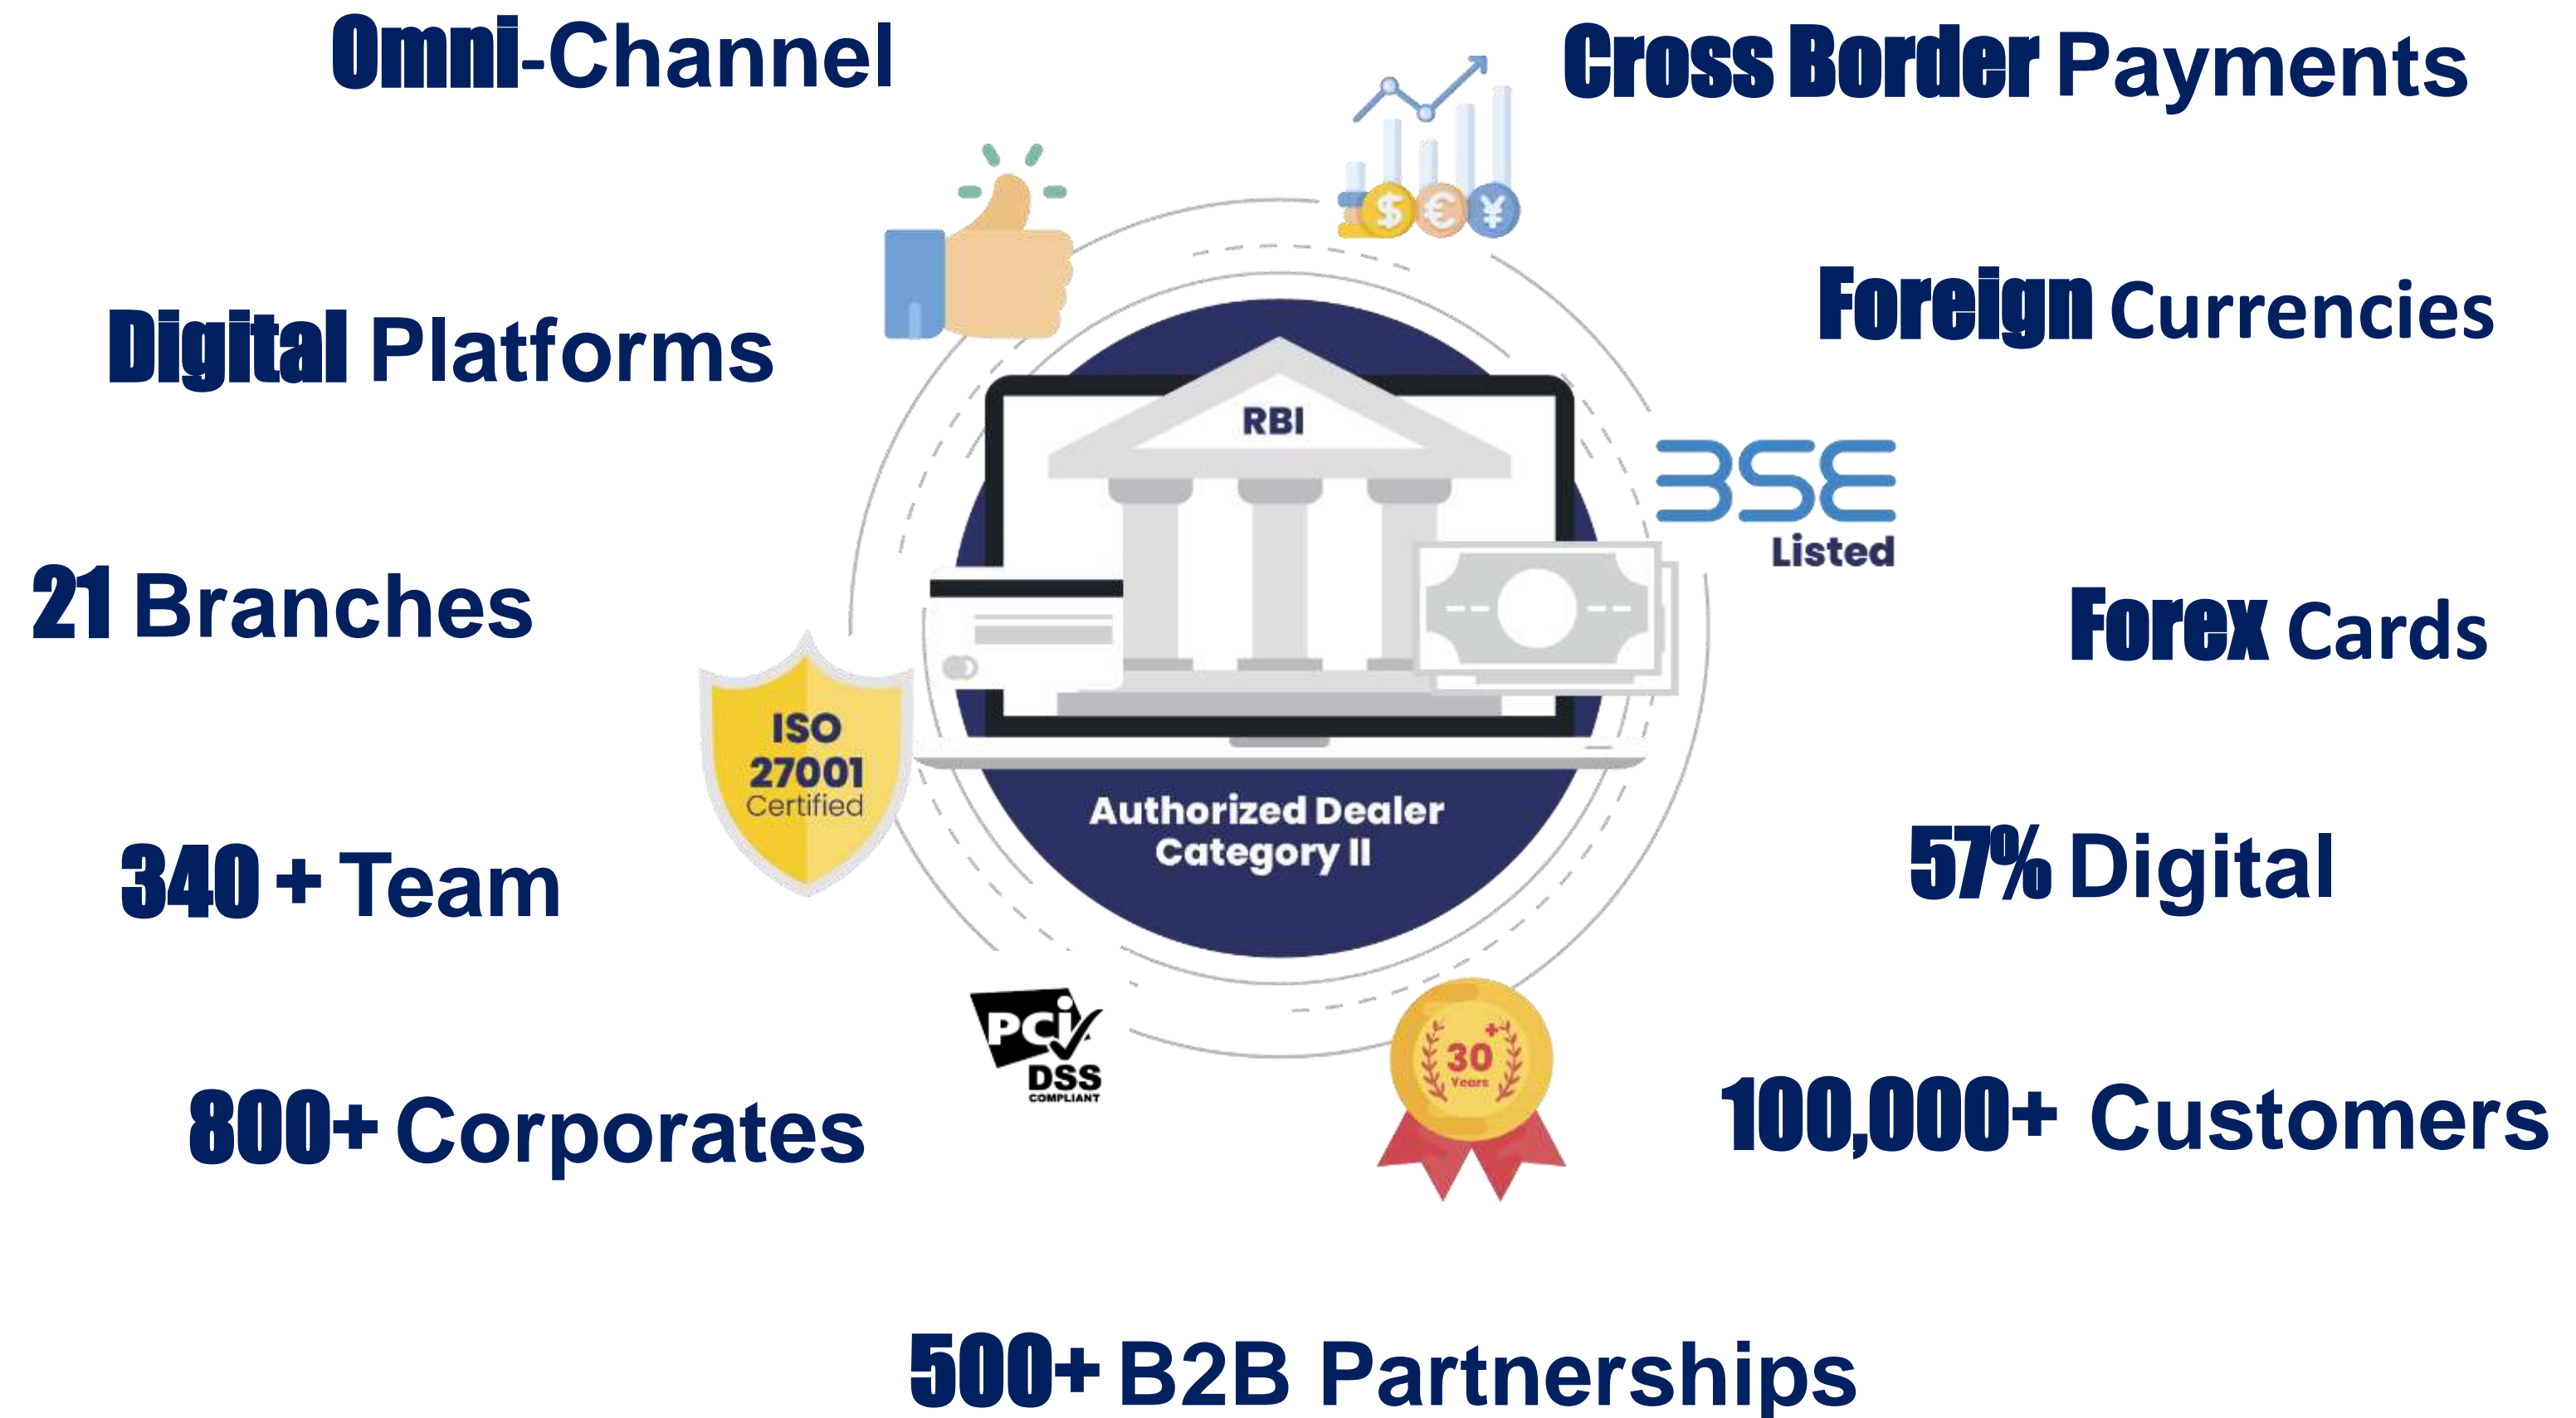 Omni-Channel
Cross Border Payments
$ € ¥
Foreign Currencies
Digital Platforms
RBI
BSE
Listed
21 Branches
Forex Cards
ISO
27001
Certified
Authorized Dealer
Category II
340 + Team
57% Digital
PCi
DSS
COMPLIANT
30+
Years
800+ Corporates
100,000+ Customers
500+ B2B Partnerships